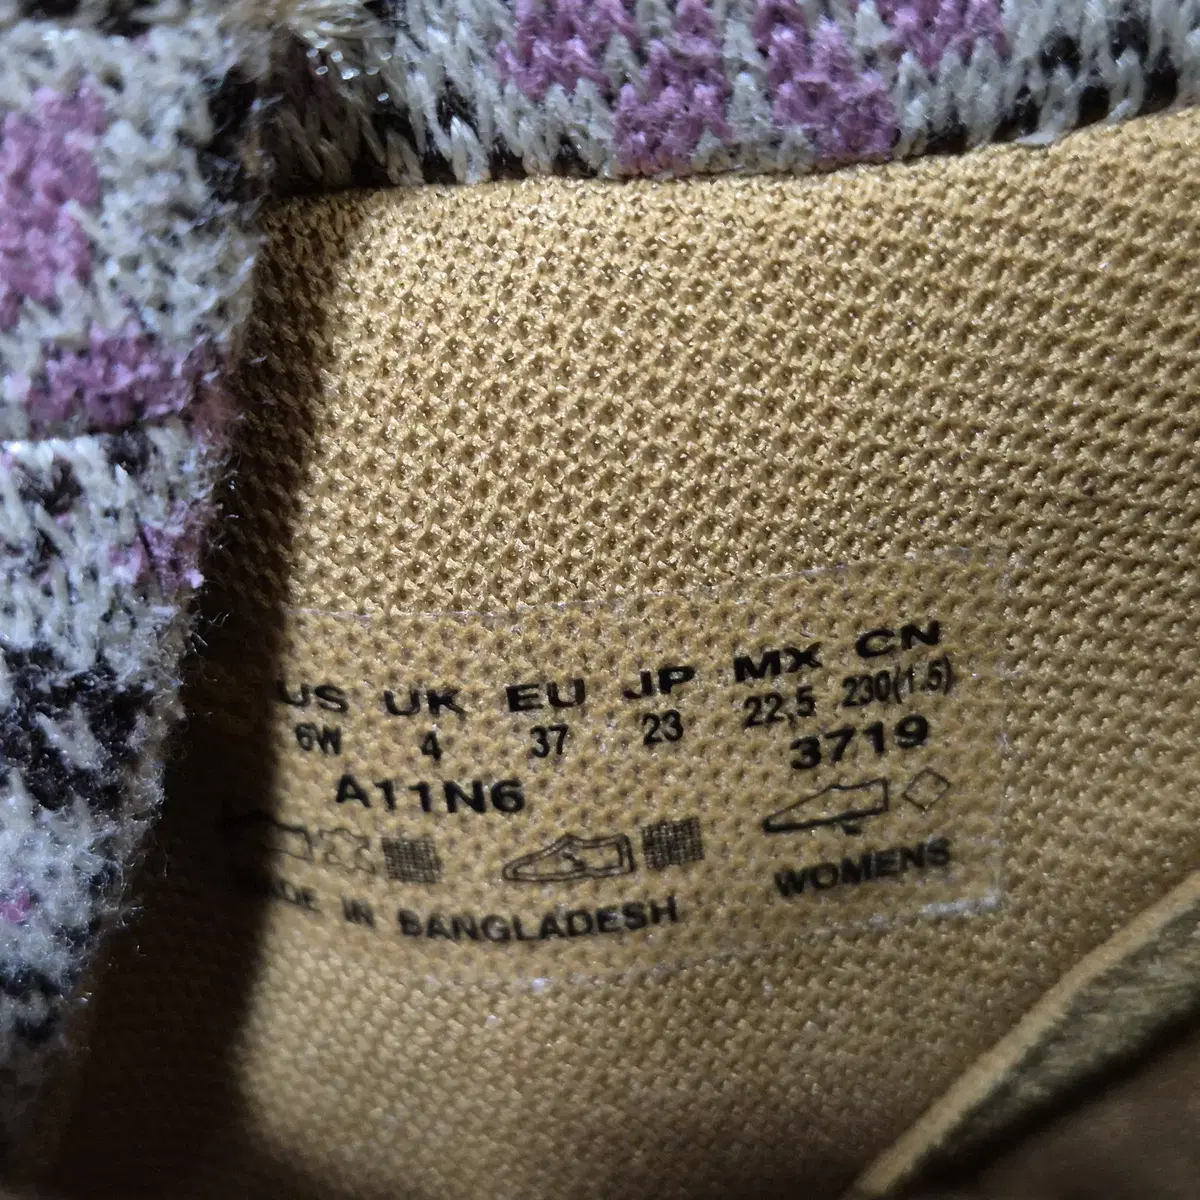 US UK EU JP MX CN
6W 4 37 23 22,5 230(1.5)
A11N6 3719
MADE IN BANGLADESH WOMENS